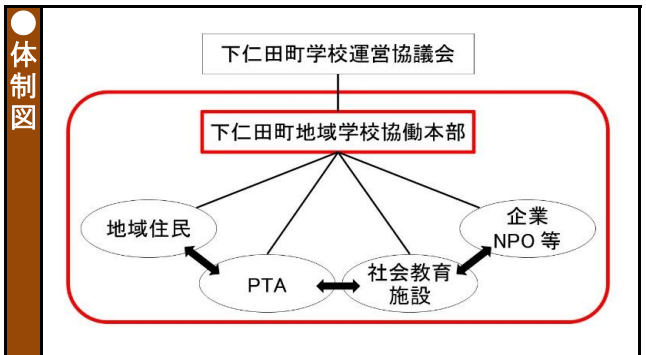 ●体制図
下仁田町学校運営協議会
下仁田町地域学校協働本部
地域住民
企業
NPO 等
PTA
社会教育
施設